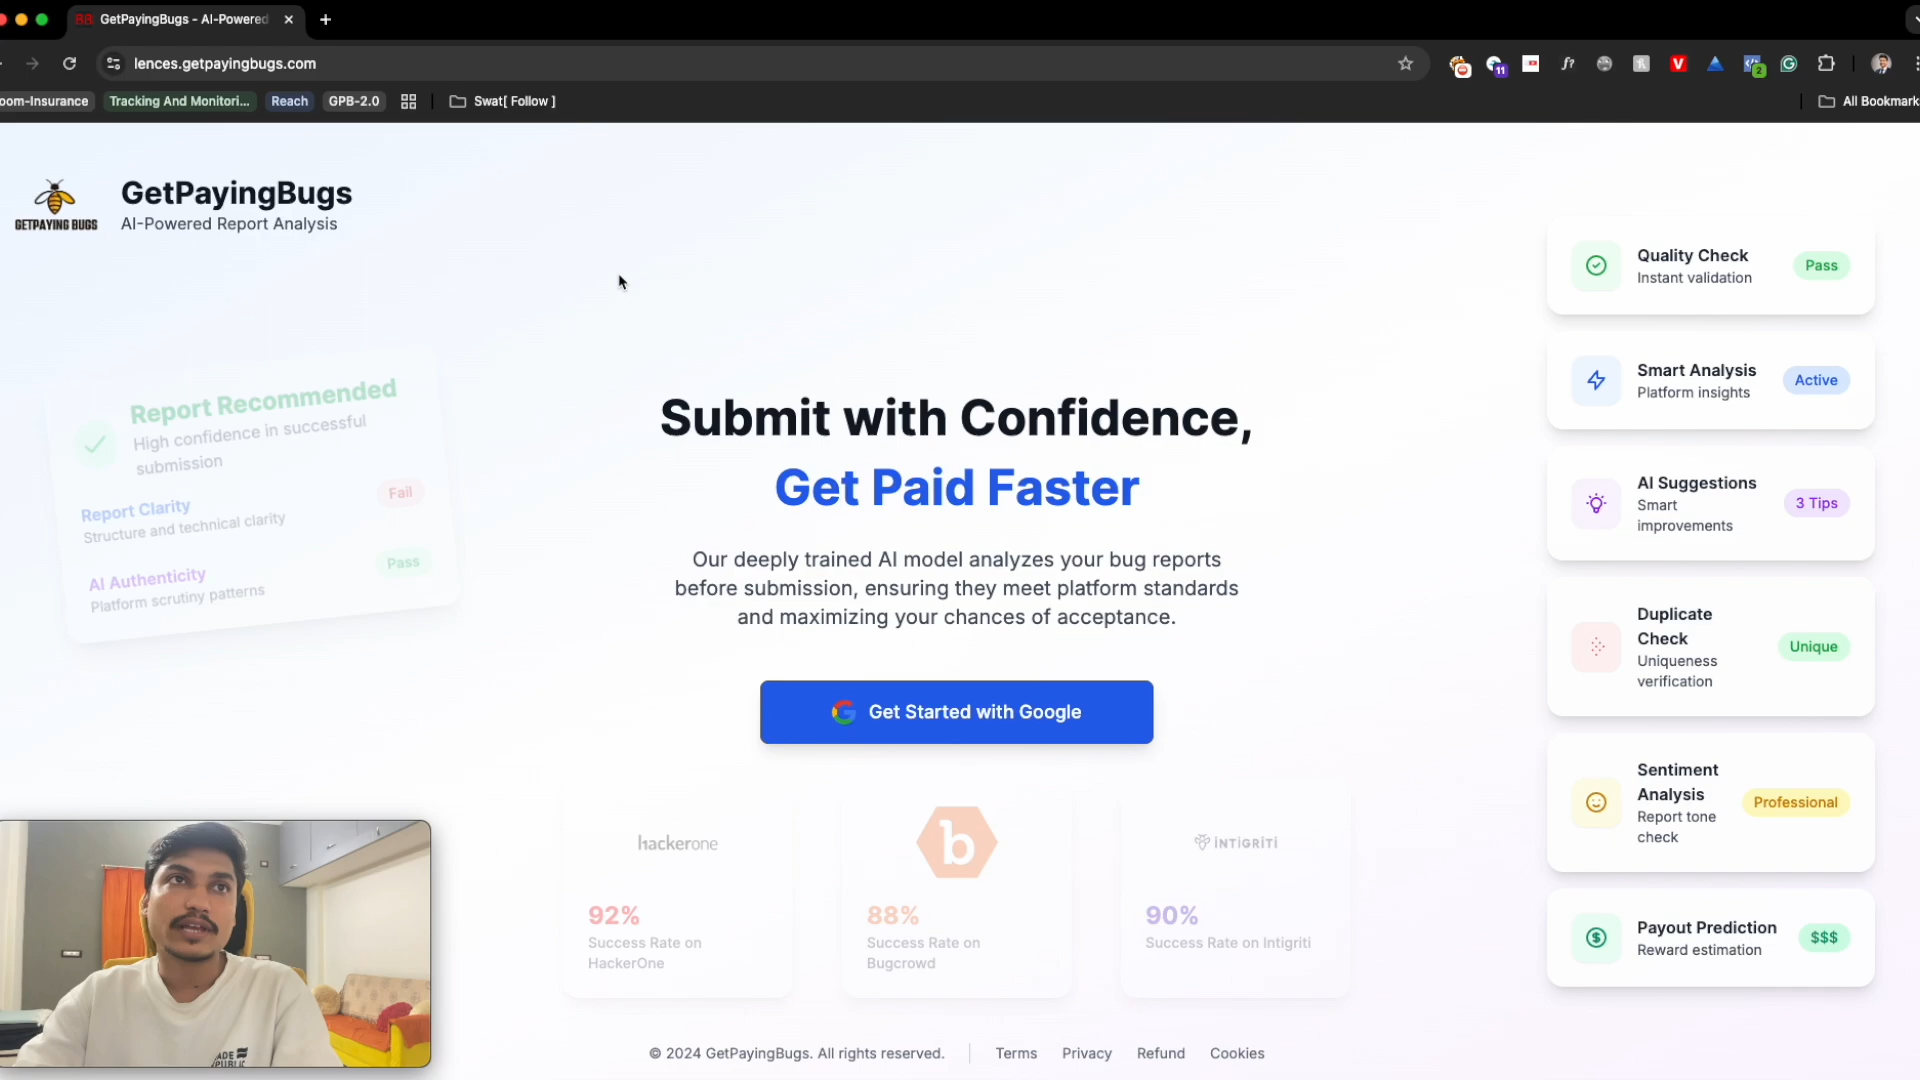 GetPayingBugs - AI-Powered
lences.getpayingbugs.com
11
f?
V
2
oom-Insurance
Tracking And Monitori...
Reach
GPB-2.0
Swat[ Follow ]
All Bookmark
GETPAYING BUGS
GetPayingBugs
AI-Powered Report Analysis
Report Recommended
High confidence in successful
submission
Report Clarity
Structure and technical clarity
Fail
AI Authenticity
Platform scrutiny patterns
Pass
Submit with Confidence,
Get Paid Faster
Our deeply trained AI model analyzes your bug reports
before submission, ensuring they meet platform standards
and maximizing your chances of acceptance.
Get Started with Google
hackerone
92%
Success Rate on
HackerOne
b
88%
Success Rate on
Bugcrowd
INTIGRITI
90%
Success Rate on Intigriti
Quality Check
Instant validation
Pass
Smart Analysis
Platform insights
Active
AI Suggestions
Smart
improvements
3 Tips
Duplicate
Check
Uniqueness
verification
Unique
Sentiment
Analysis
Report tone
check
Professional
Payout Prediction
Reward estimation
$$$
© 2024 GetPayingBugs. All rights reserved.
Terms
Privacy
Refund
Cookies